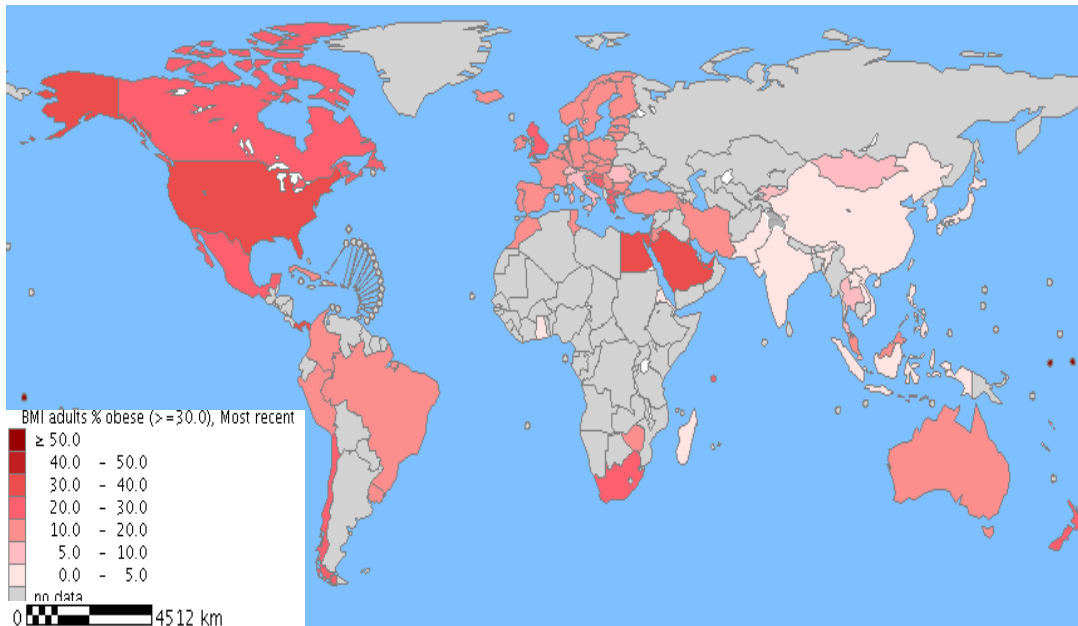 BMI adults % obese (>=30.0), Most recent
≥ 50.0
40.0 - 50.0
30.0 - 40.0
20.0 - 30.0
10.0 - 20.0
5.0 - 10.0
0.0 - 5.0
no data
0 4512 km